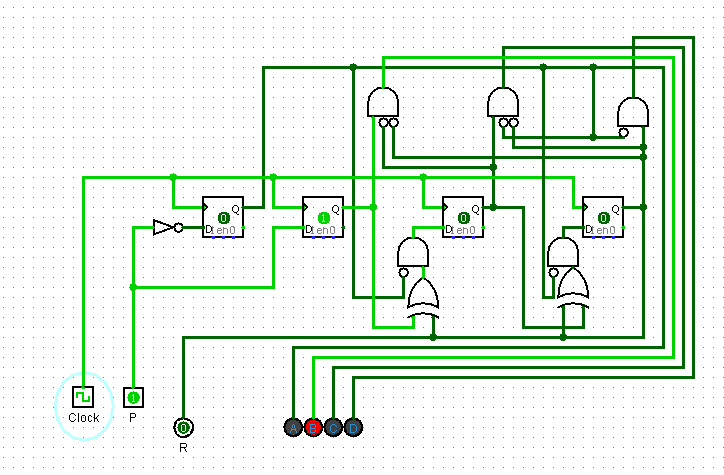 Q Q Q Q
0 1 0 0
D en0 D en0 D en0 D en0
1
Clock P
0
A B C D
R